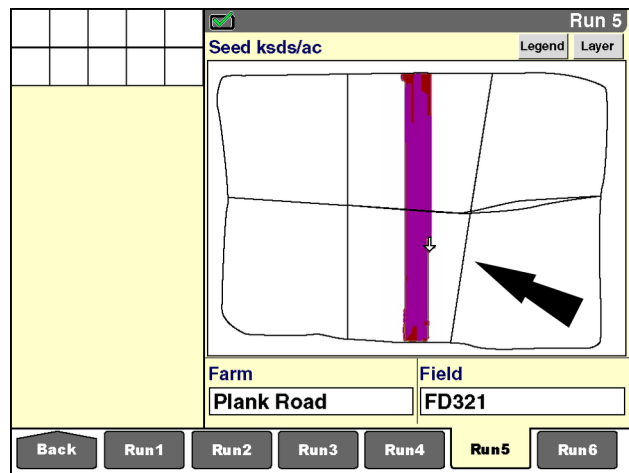 Run 5
Seed ksds/ac
Legend
Layer
Farm
Field
Plank Road
FD321
Back
Run1
Run2
Run3
Run4
Run5
Run6